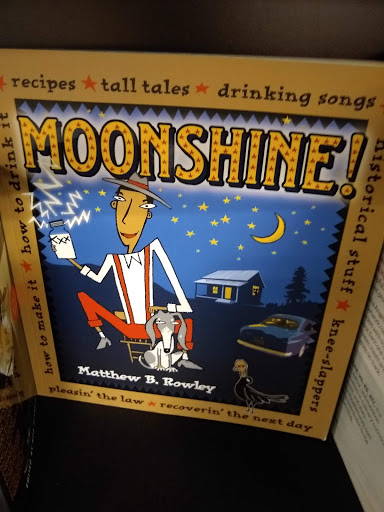 recipes ★ tall tales ★ drinking songs
MOONSHINE!
historical stuff ★ knee-slappers
how to make it ★ how to drink it
XXX
Matthew B. Rowley
pleasin' the law ★ recoverin' the next day